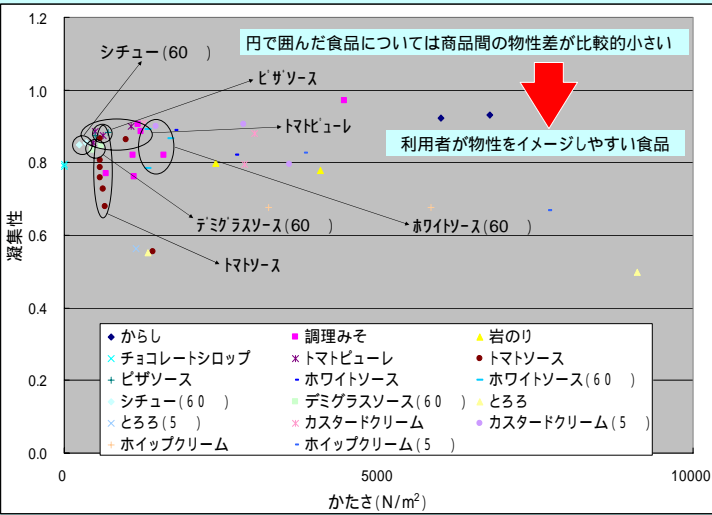 円で囲んだ食品については商品間の物性差が比較的小さい
利用者が物性をイメージしやすい食品
シチュー(60 )
ピザソース
トマトピューレ
デミグラスソース(60 )
ホワイトソース(60 )
トマトソース
凝集性
1.2
1.0
0.8
0.6
0.4
0.2
0.0
からし 調理みそ 岩のり
チョコレートシロップ トマトピューレ トマトソース
ピザソース ホワイトソース ホワイトソース(60 )
シチュー(60 ) デミグラスソース(60 ) とろろ
とろろ(5 ) カスタードクリーム カスタードクリーム(5 )
ホイップクリーム ホイップクリーム(5 )
0 5000 10000
かたさ(N/m²)